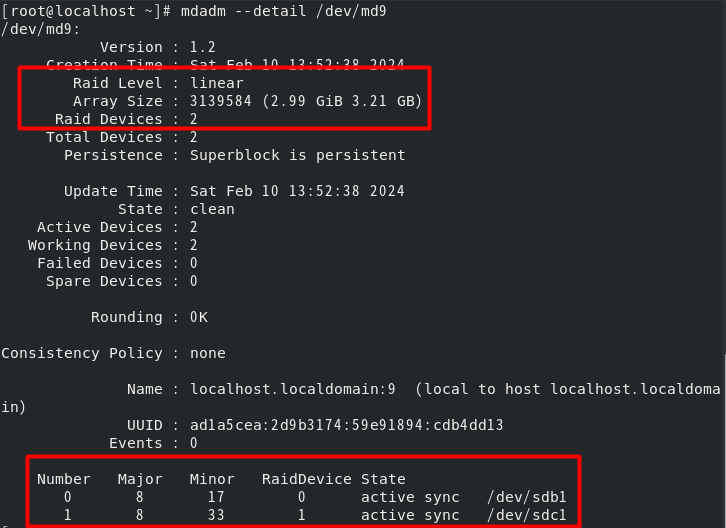 [root@localhost ~]# mdadm --detail /dev/md9
/dev/md9:
Version : 1.2
Creation Time : Sat Feb 10 13:52:38 2024
Raid Level : linear
Array Size : 3139584 (2.99 GiB 3.21 GB)
Raid Devices : 2
Total Devices : 2
Persistence : Superblock is persistent
Update Time : Sat Feb 10 13:52:38 2024
State : clean
Active Devices : 2
Working Devices : 2
Failed Devices : 0
Spare Devices : 0
Rounding : 0K
Consistency Policy : none
Name : localhost.localdomain:9  (local to host localhost.localdoma
in)
UUID : ad1a5cea:2d9b3174:59e91894:cdb4dd13
Events : 0
Number   Major   Minor   RaidDevice State
0       8       17        0      active sync   /dev/sdb1
1       8       33        1      active sync   /dev/sdc1